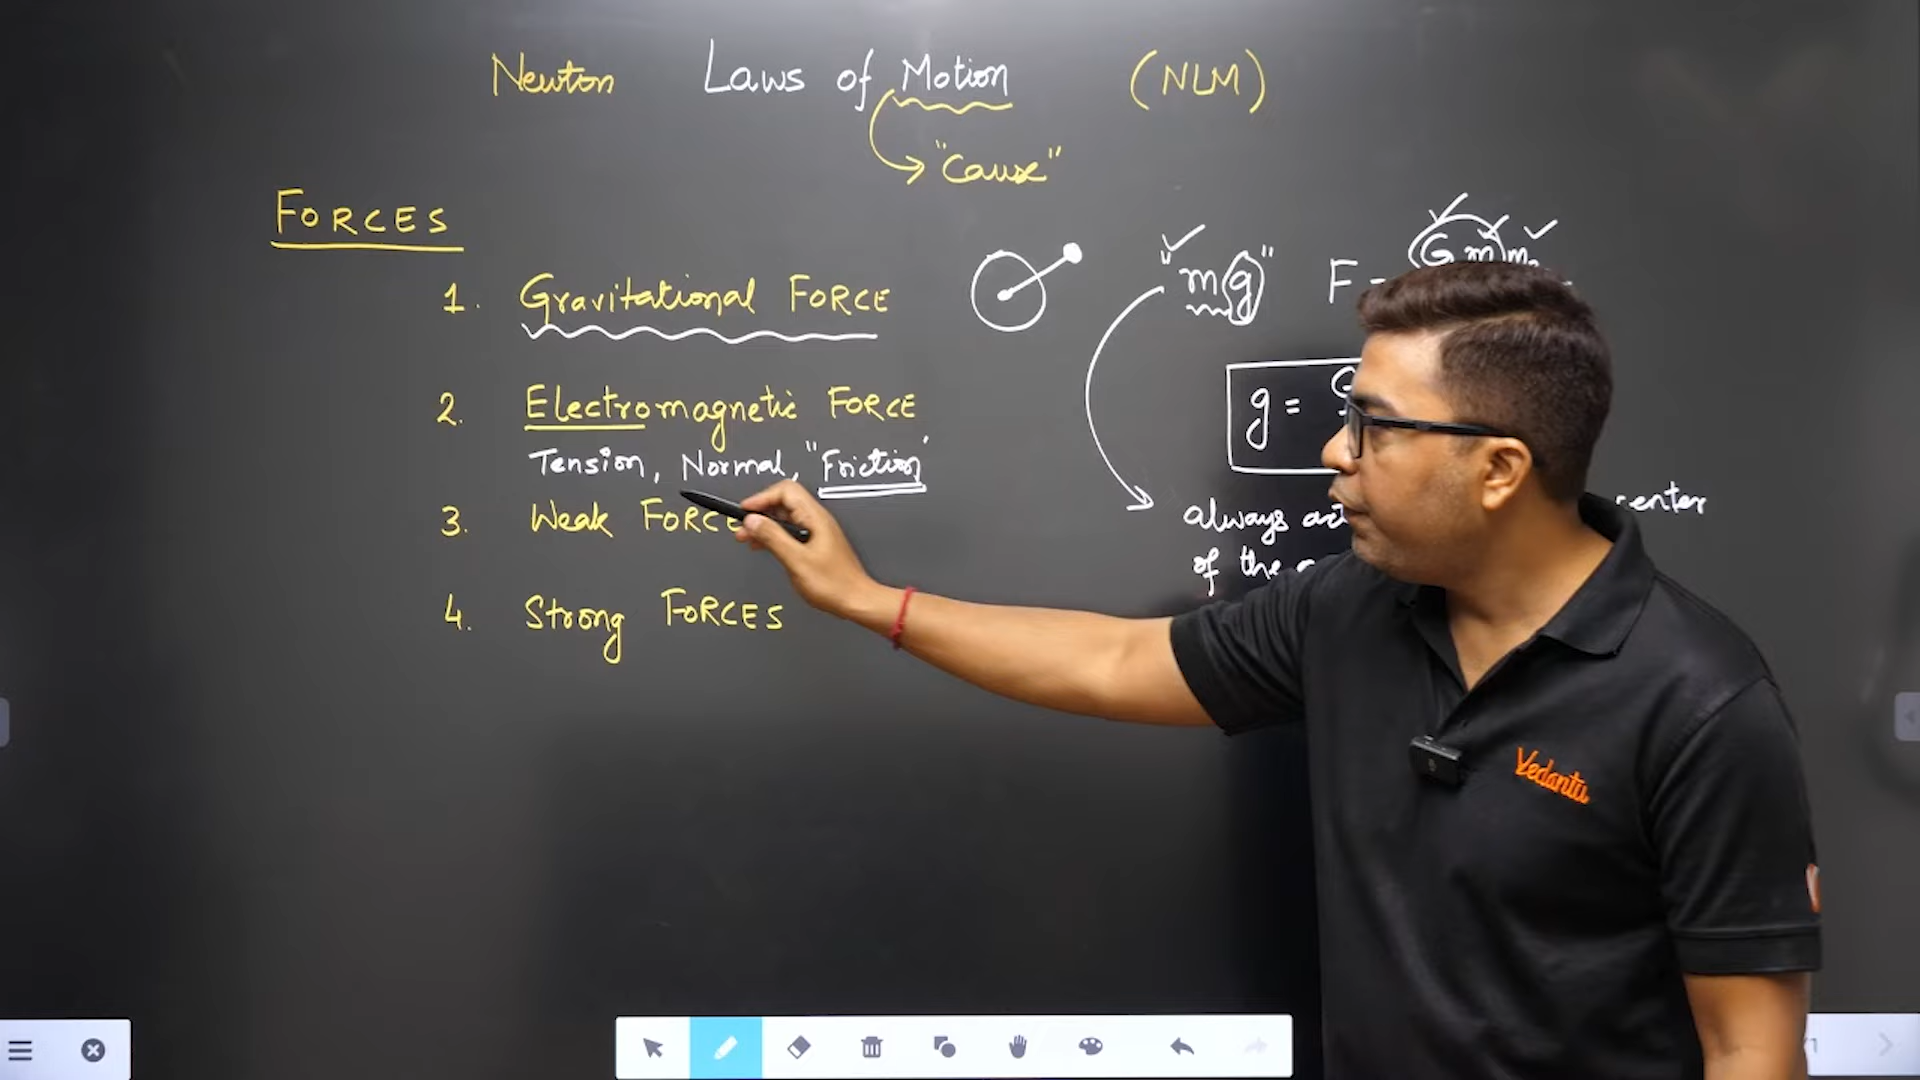 Newton Laws of Motion (NLM)
"Cause"
FORCES
1. Gravitational FORCE
2. Electromagnetic FORCE
Tension, Normal, "Friction"
3. Weak FORCE
4. Strong FORCES
"mg" F = G m m
g = G
always act
center
of the
Vedantu